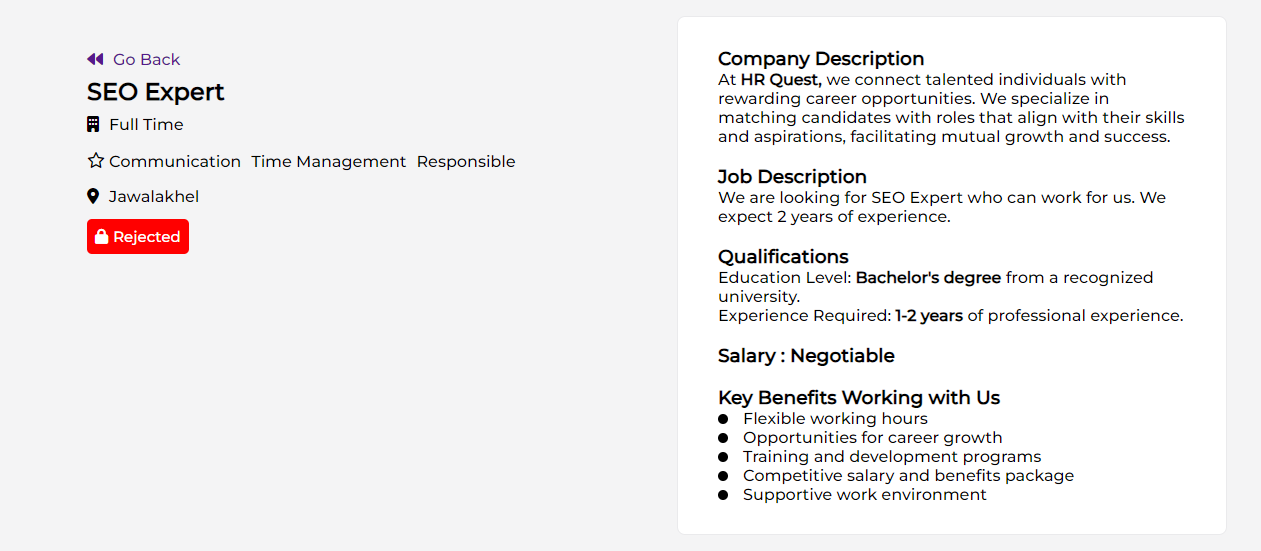 Go Back
SEO Expert
Full Time
Communication Time Management Responsible
Jawalakhel
Rejected
Company Description
At HR Quest, we connect talented individuals with
rewarding career opportunities. We specialize in
matching candidates with roles that align with their skills
and aspirations, facilitating mutual growth and success.
Job Description
We are looking for SEO Expert who can work for us. We
expect 2 years of experience.
Qualifications
Education Level: Bachelor's degree from a recognized
university.
Experience Required: 1-2 years of professional experience.
Salary : Negotiable
Key Benefits Working with Us
Flexible working hours
Opportunities for career growth
Training and development programs
Competitive salary and benefits package
Supportive work environment